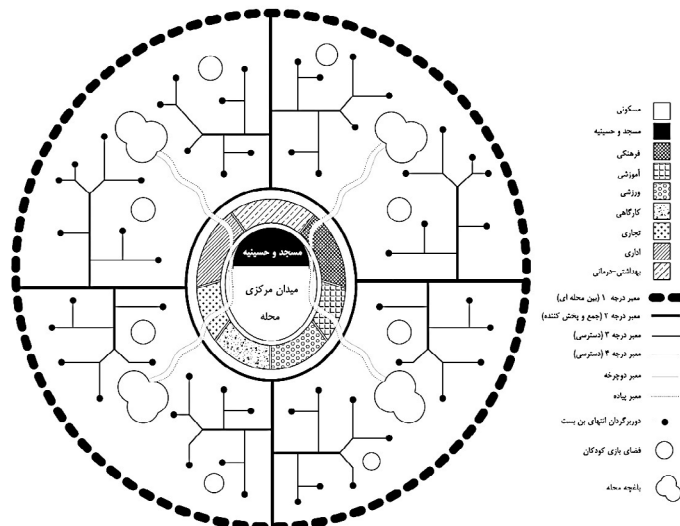 مسجد و حسینیه
میدان مرکزی
محله
مسکونی
مسجد و حسینیه
فرهنگی
آموزشی
ورزشی
کارگاهی
تجاری
اداری
بهداشتی-درمانی
معبر درجه ۱ (بین محله ای)
معبر درجه ۲ (جمع و پخش کننده)
معبر درجه ۳ (دسترسی)
معبر درجه ۴ (دسترسی)
معبر دوچرخه
معبر پیاده
دوربرگردان انتهای بن بست
فضای بازی کودکان
باغچه محله